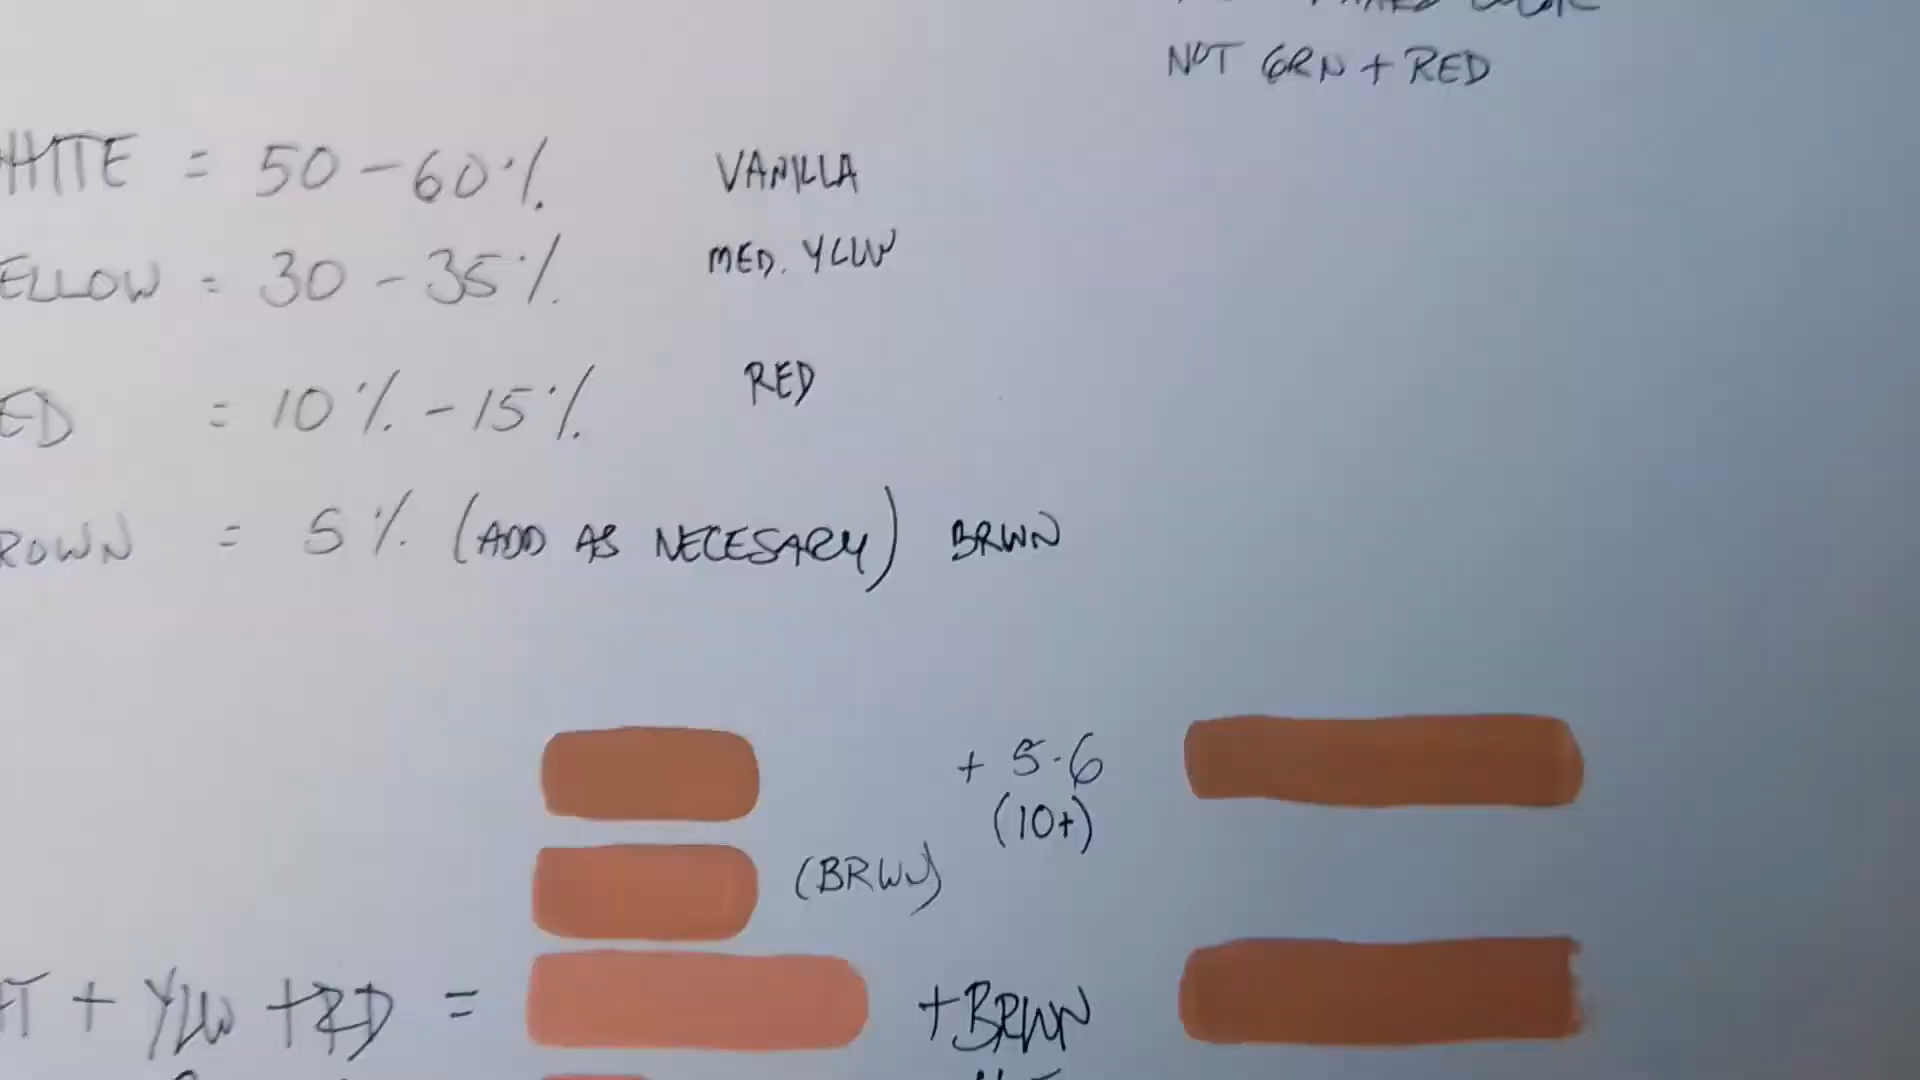 NOT GRN + RED
HITE = 50 - 60% VANILLA
ELLOW = 30 - 35% MED. YLLW
ED = 10% - 15% RED
ROWN = 5% (ADD AS NECESARY) BRWN
+ 5-6
(10+)
(BRWN)
T + YLW + RD = + BRWN